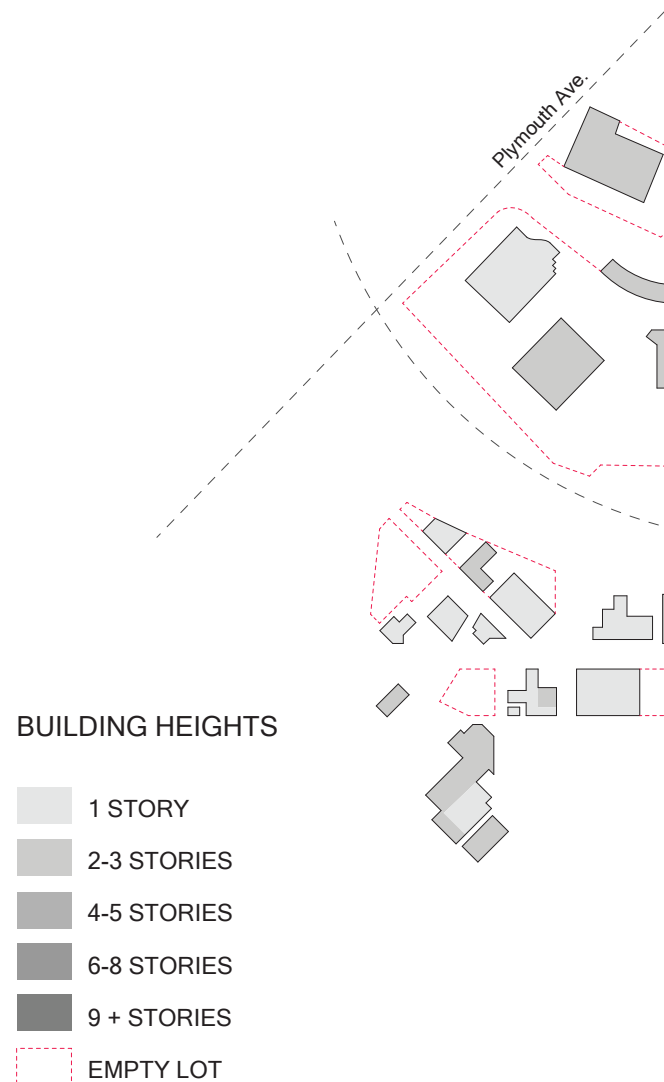 Plymouth Ave.
BUILDING HEIGHTS
1 STORY
2-3 STORIES
4-5 STORIES
6-8 STORIES
9 + STORIES
EMPTY LOT